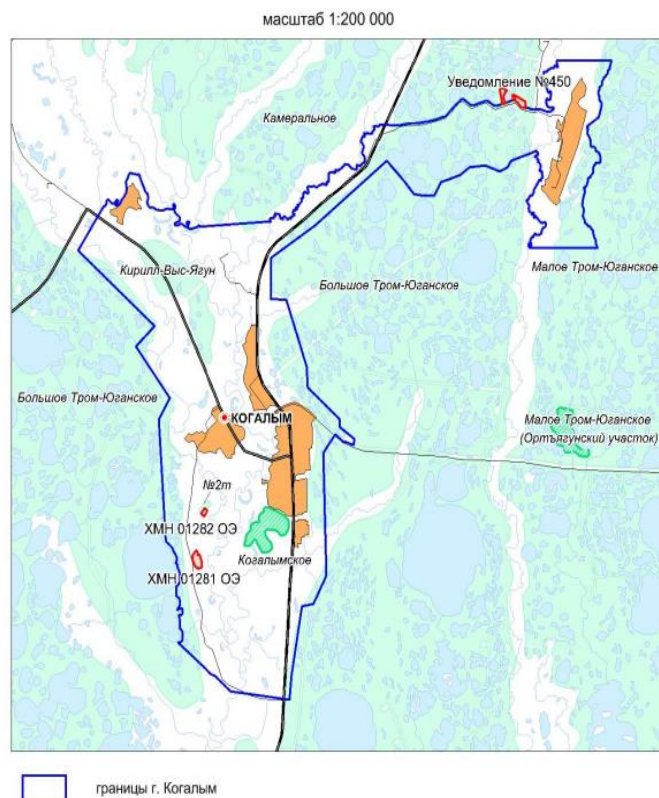 масштаб 1:200 000
Уведомление №450
Камеральное
Кирилл-Выс-Ягун
Большое Тром-Юганское
Малое Тром-Юганское
Большое Тром-Юганское
КОГАЛЫМ
Малое Тром-Юганское
(Ортъягунский участок)
№2т
ХМН 01282 ОЭ
Когалымское
ХМН 01281 ОЭ
границы г. Когалым